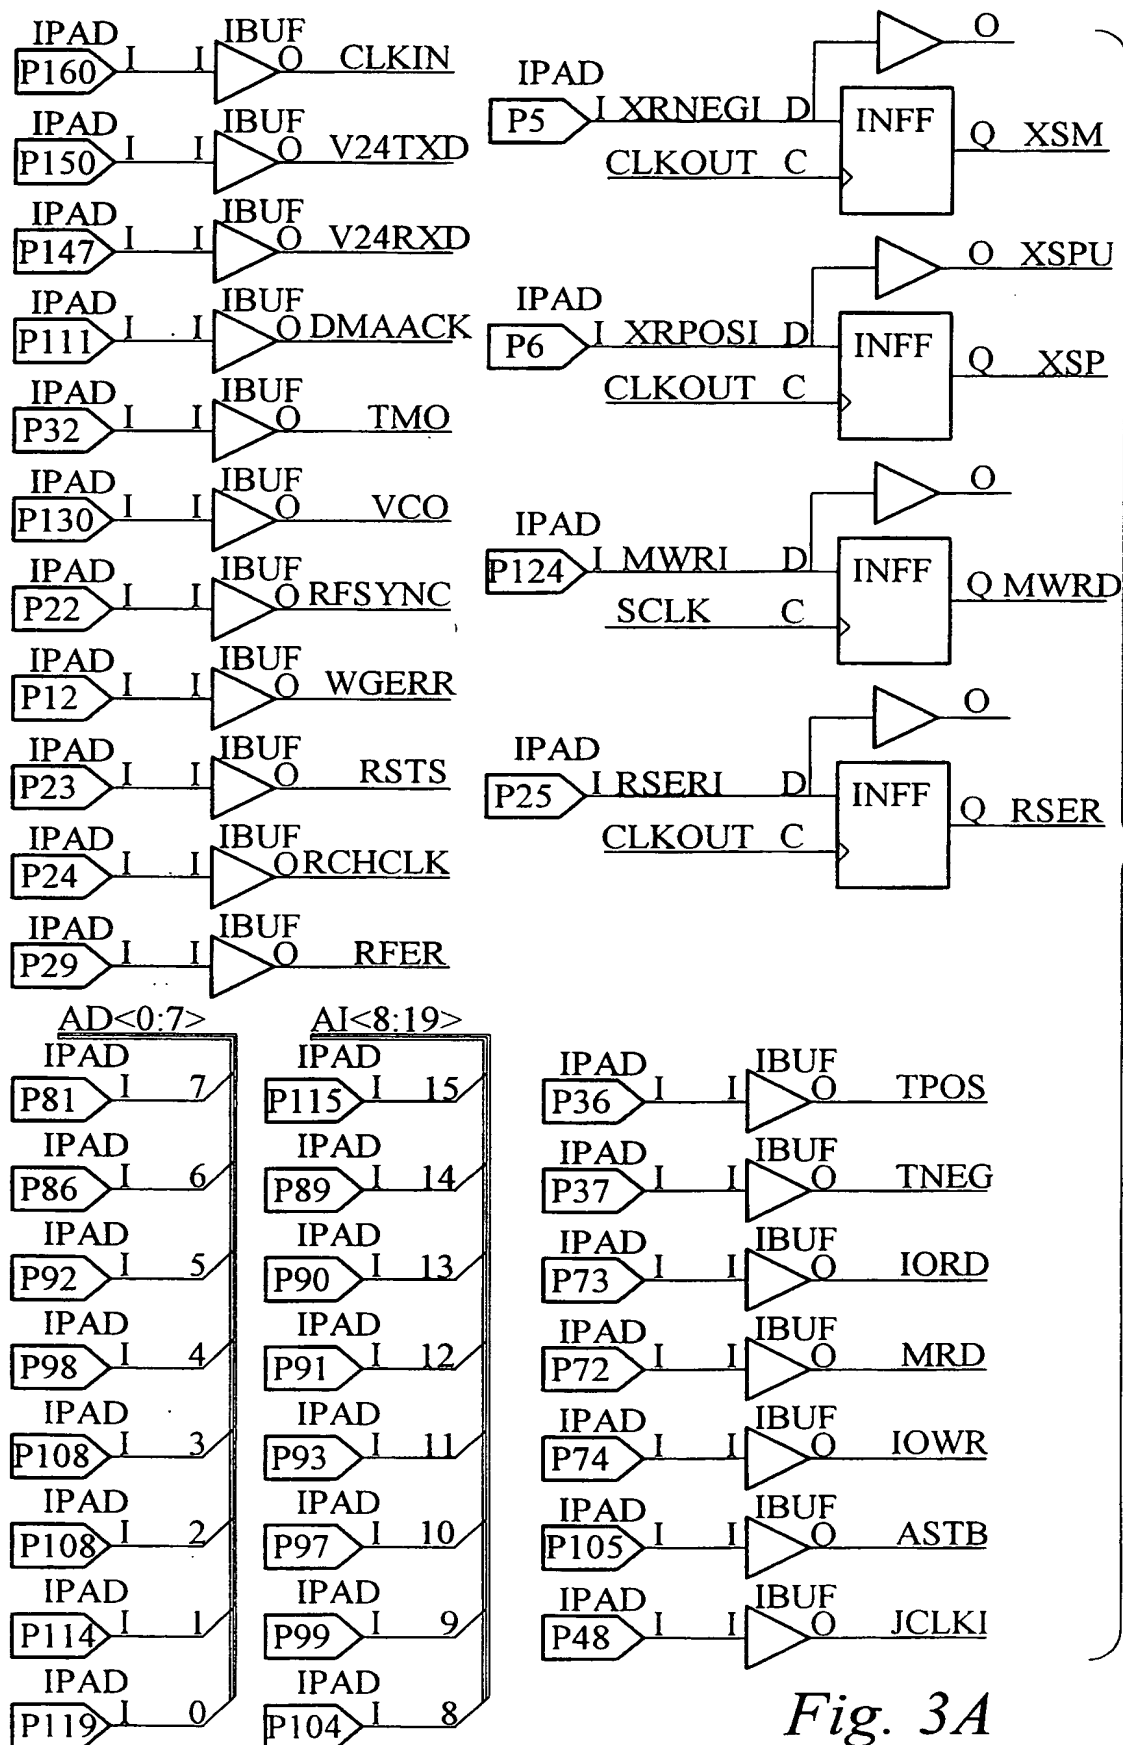 IPAD IBUF
P160 I I O CLKIN
IPAD IBUF
P150 I I O V24TXD
IPAD IBUF
P147 I I O V24RXD
IPAD IBUF
P111 I I O DMAACK
IPAD IBUF
P32 I I O TMO
IPAD IBUF
P130 I I O VCO
IPAD IBUF
P22 I I O RFSYNC
IPAD IBUF
P12 I I O WGERR
IPAD IBUF
P23 I I O RSTS
IPAD IBUF
P24 I I O RCHCLK
IPAD IBUF
P29 I I O RFER
O
IPAD
P5 I XRNEGI D INFF
Q XSM
CLKOUT C
O XSPU
IPAD
P6 I XRPOSI D INFF
Q XSP
CLKOUT C
O
IPAD
P124 I MWRI D INFF
Q MWRD
SCLK C
O
IPAD
P25 I RSERI D INFF
Q RSER
CLKOUT C
AD<0:7>
IPAD
P81 I 7
IPAD
P86 I 6
IPAD
P92 I 5
IPAD
P98 I 4
IPAD
P108 I 3
IPAD
P108 I 2
IPAD
P114 I 1
IPAD
P119 I 0
AI<8:19>
IPAD
P115 I 15
IPAD
P89 I 14
IPAD
P90 I 13
IPAD
P91 I 12
IPAD
P93 I 11
IPAD
P97 I 10
IPAD
P99 I 9
IPAD
P104 I 8
IPAD IBUF
P36 I I O TPOS
IPAD IBUF
P37 I I O TNEG
IPAD IBUF
P73 I I O IORD
IPAD IBUF
P72 I I O MRD
IPAD IBUF
P74 I I O IOWR
IPAD IBUF
P105 I I O ASTB
IPAD IBUF
P48 I I O JCLKI
Fig. 3A